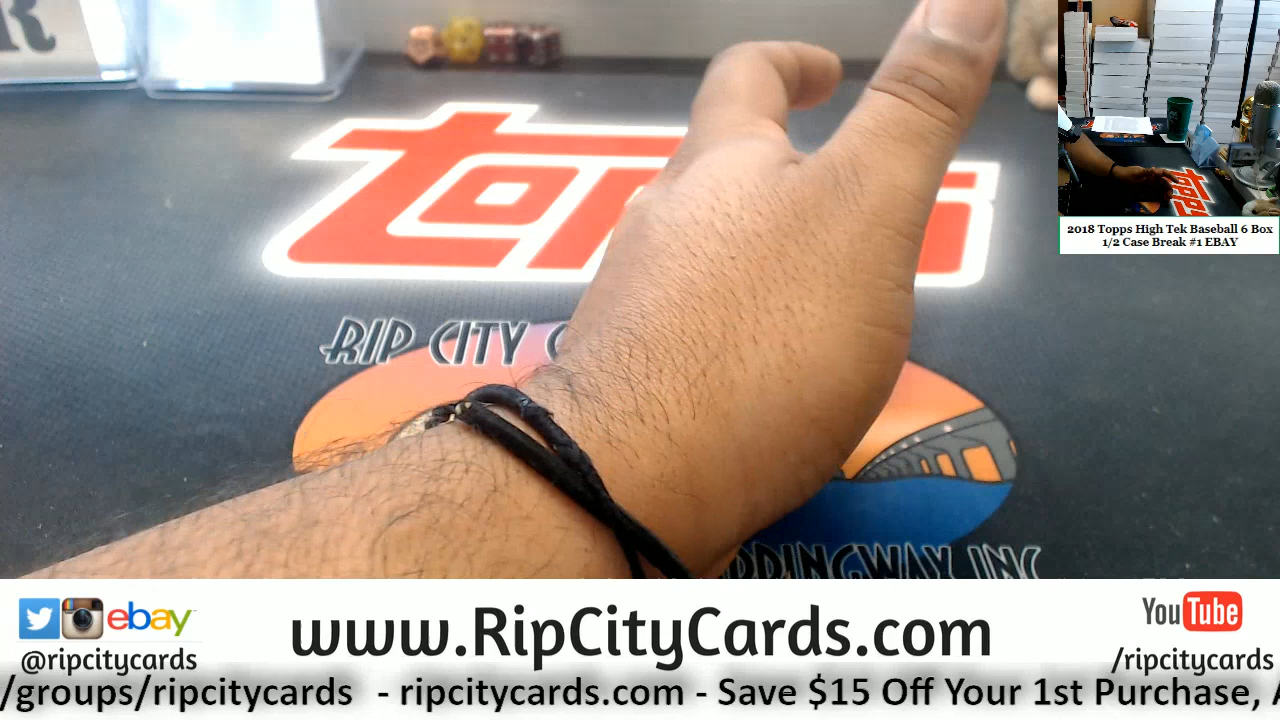 R
topps
2018 Topps High Tek Baseball 6 Box
1/2 Case Break #1 EBAY
RIP CITY
INC
ebay
@ripcitycards
www.RipCityCards.com
YouTube
/ripcitycards
/groups/ripcitycards - ripcitycards.com - Save $15 Off Your 1st Purchase,